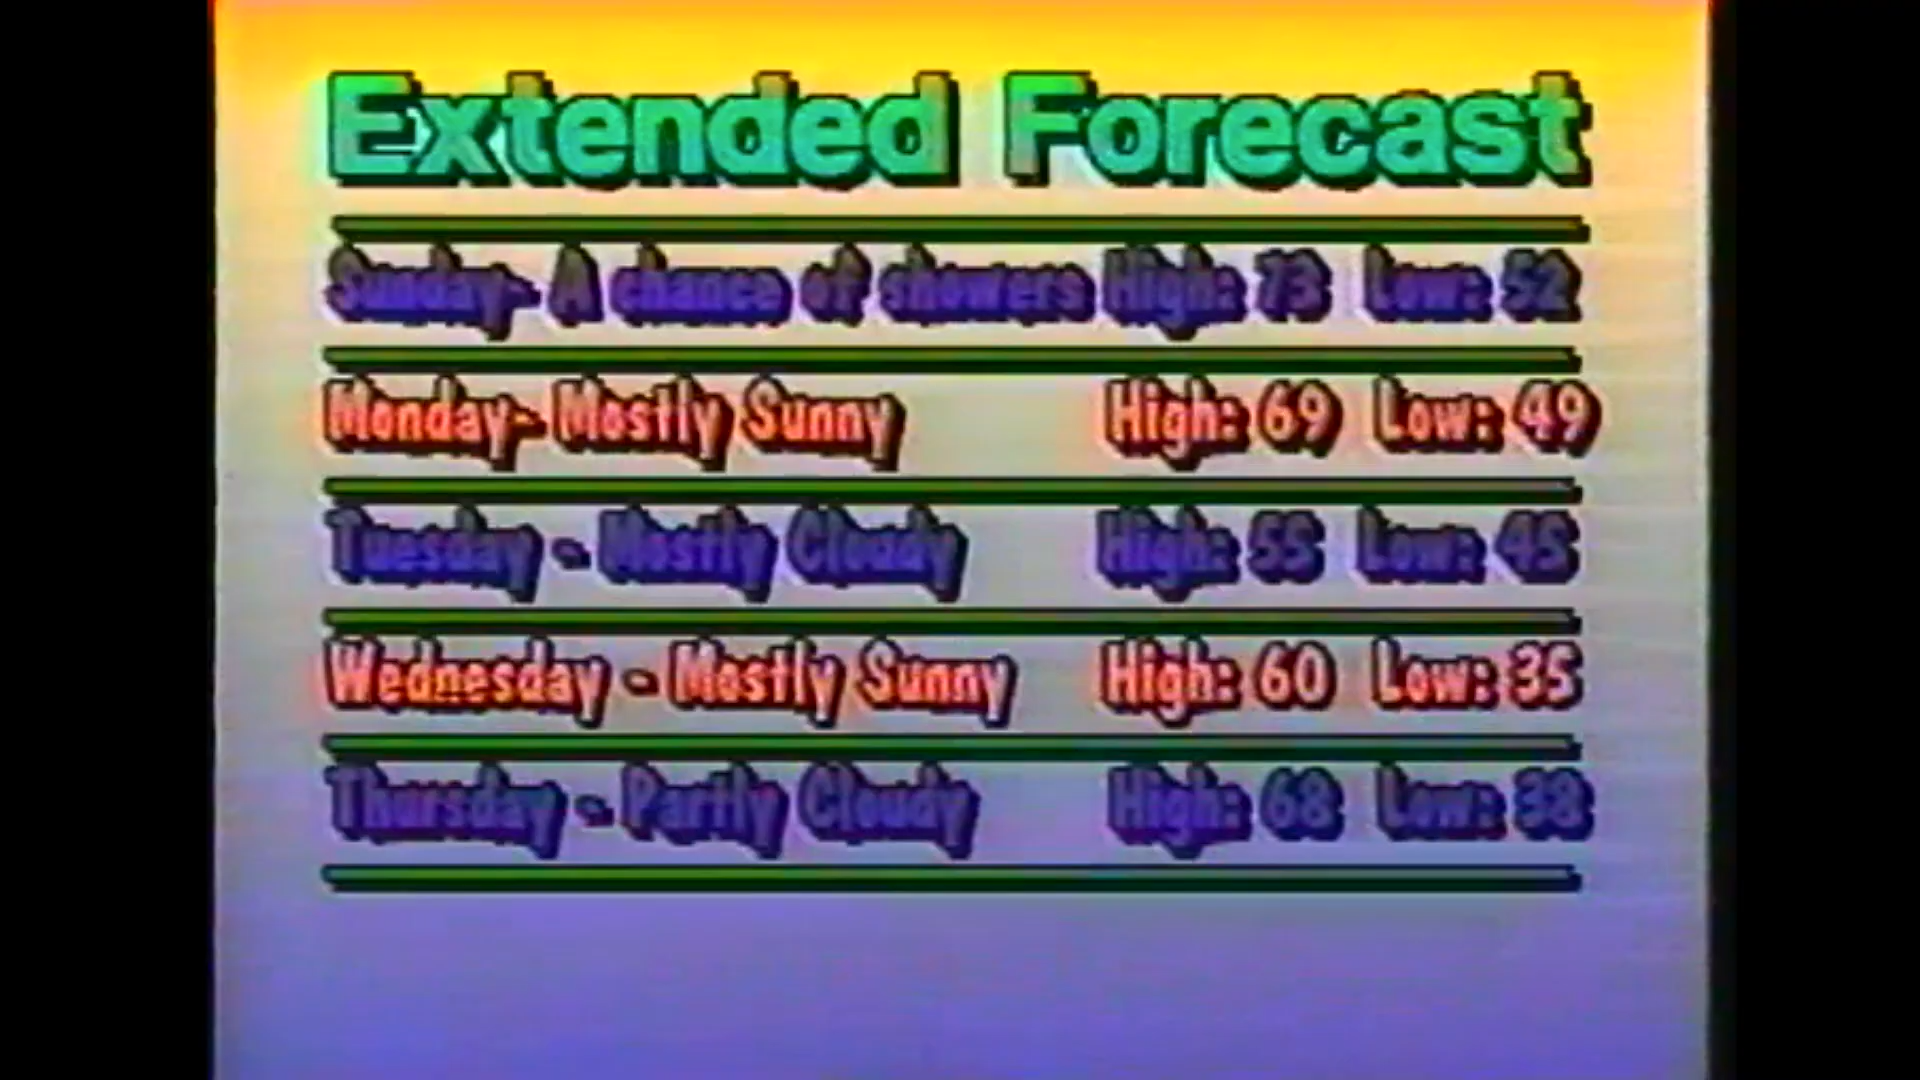 Extended Forecast
Sunday- A chance of showers High: 73 Low: 52
Monday- Mostly Sunny High: 69 Low: 49
Tuesday - Mostly Cloudy High: 55 Low: 45
Wednesday - Mostly Sunny High: 60 Low: 35
Thursday - Partly Cloudy High: 68 Low: 38